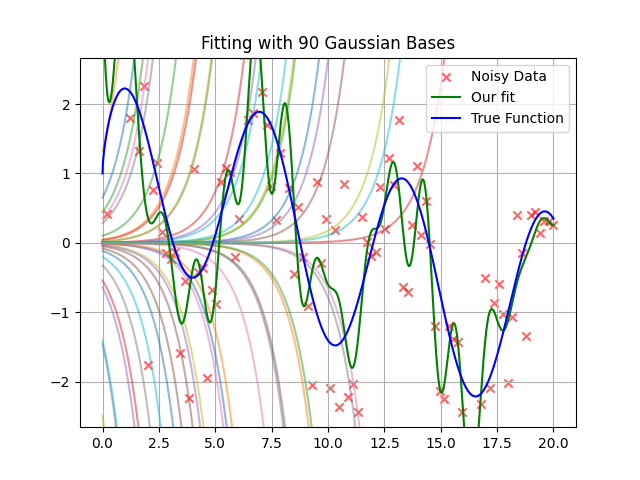 Fitting with 90 Gaussian Bases
Noisy Data
Our fit
True Function
2
1
0
−1
−2
0.0 2.5 5.0 7.5 10.0 12.5 15.0 17.5 20.0